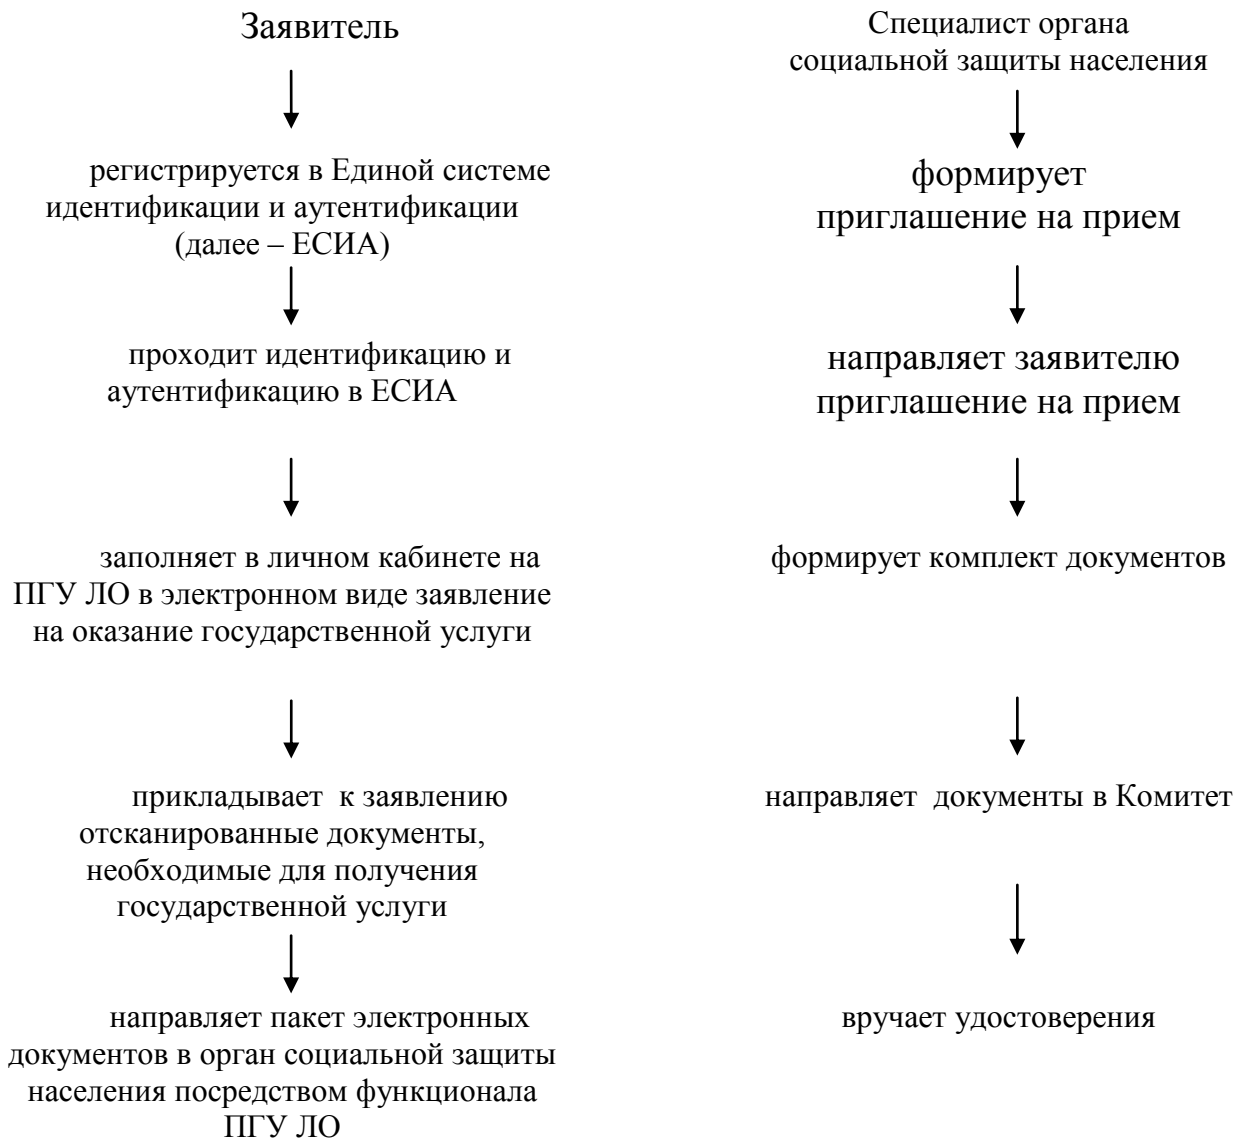 Заявитель
регистрируется в Единой системе
идентификации и аутентификации
(далее – ЕСИА)
проходит идентификацию и
аутентификацию в ЕСИА
заполняет в личном кабинете на
ПГУ ЛО в электронном виде заявление
на оказание государственной услуги
прикладывает к заявлению
отсканированные документы,
необходимые для получения
государственной услуги
направляет пакет электронных
документов в орган социальной защиты
населения посредством функционала
ПГУ ЛО
Специалист органа
социальной защиты населения
формирует
приглашение на прием
направляет заявителю
приглашение на прием
формирует комплект документов
направляет документы в Комитет
вручает удостоверения